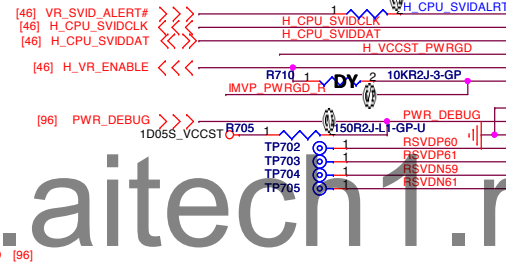 [46] VR_SVID_ALERT# 1 H_CPU_SVIDALRT
[46] H_CPU_SVIDCLK H_CPU_SVIDCLK
[46] H_CPU_SVIDDAT H_CPU_SVIDDAT
H_VCCST_PWRGD
[46] H_VR_ENABLE
R710 1 DY 2 10KR2J-3-GP
IMVP_PWRGD_R
[96] PWR_DEBUG PWR_DEBUG
1D05S_VCCST R705 1 150R2J-L1-GP-U
TP702 1 RSVDP60
TP703 1 RSVDP61
TP704 1 RSVDN59
TP705 1 RSVDN61
.aitech1.r
[96]